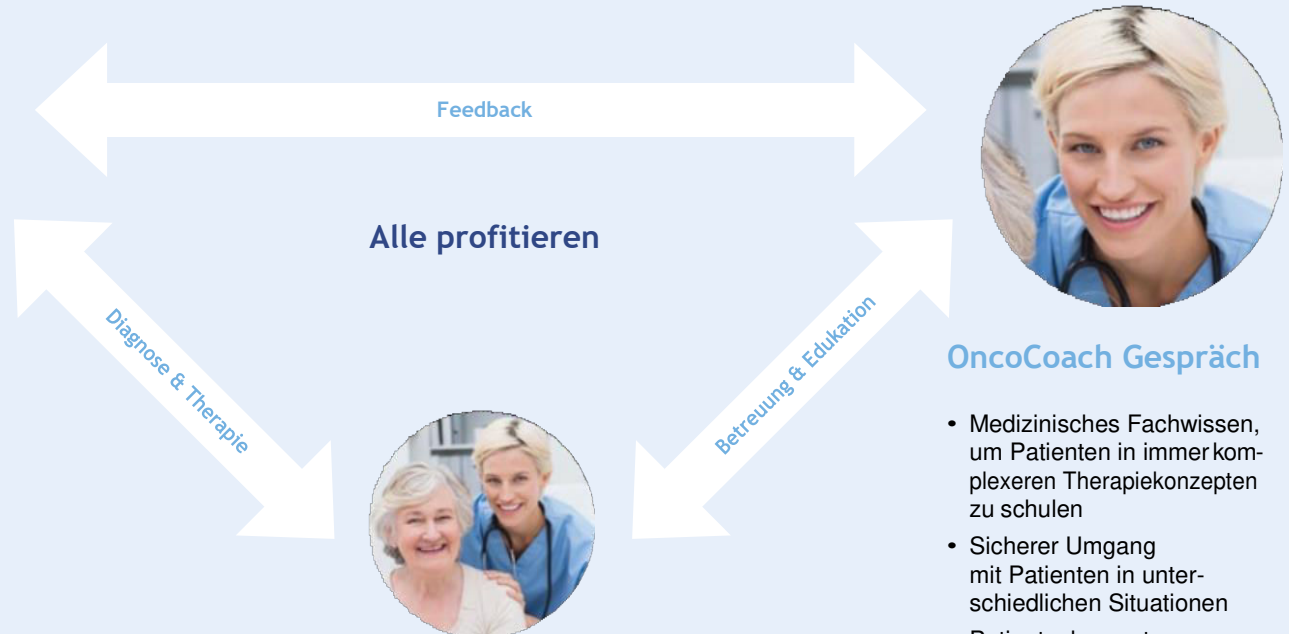 Feedback
Alle profitieren
Diagnose & Therapie
Betreuung & Edukation
OncoCoach Gespräch
• Medizinisches Fachwissen,
um Patienten in immer kom-
plexeren Therapiekonzepten
zu schulen
• Sicherer Umgang
mit Patienten in unter-
schiedlichen Situationen